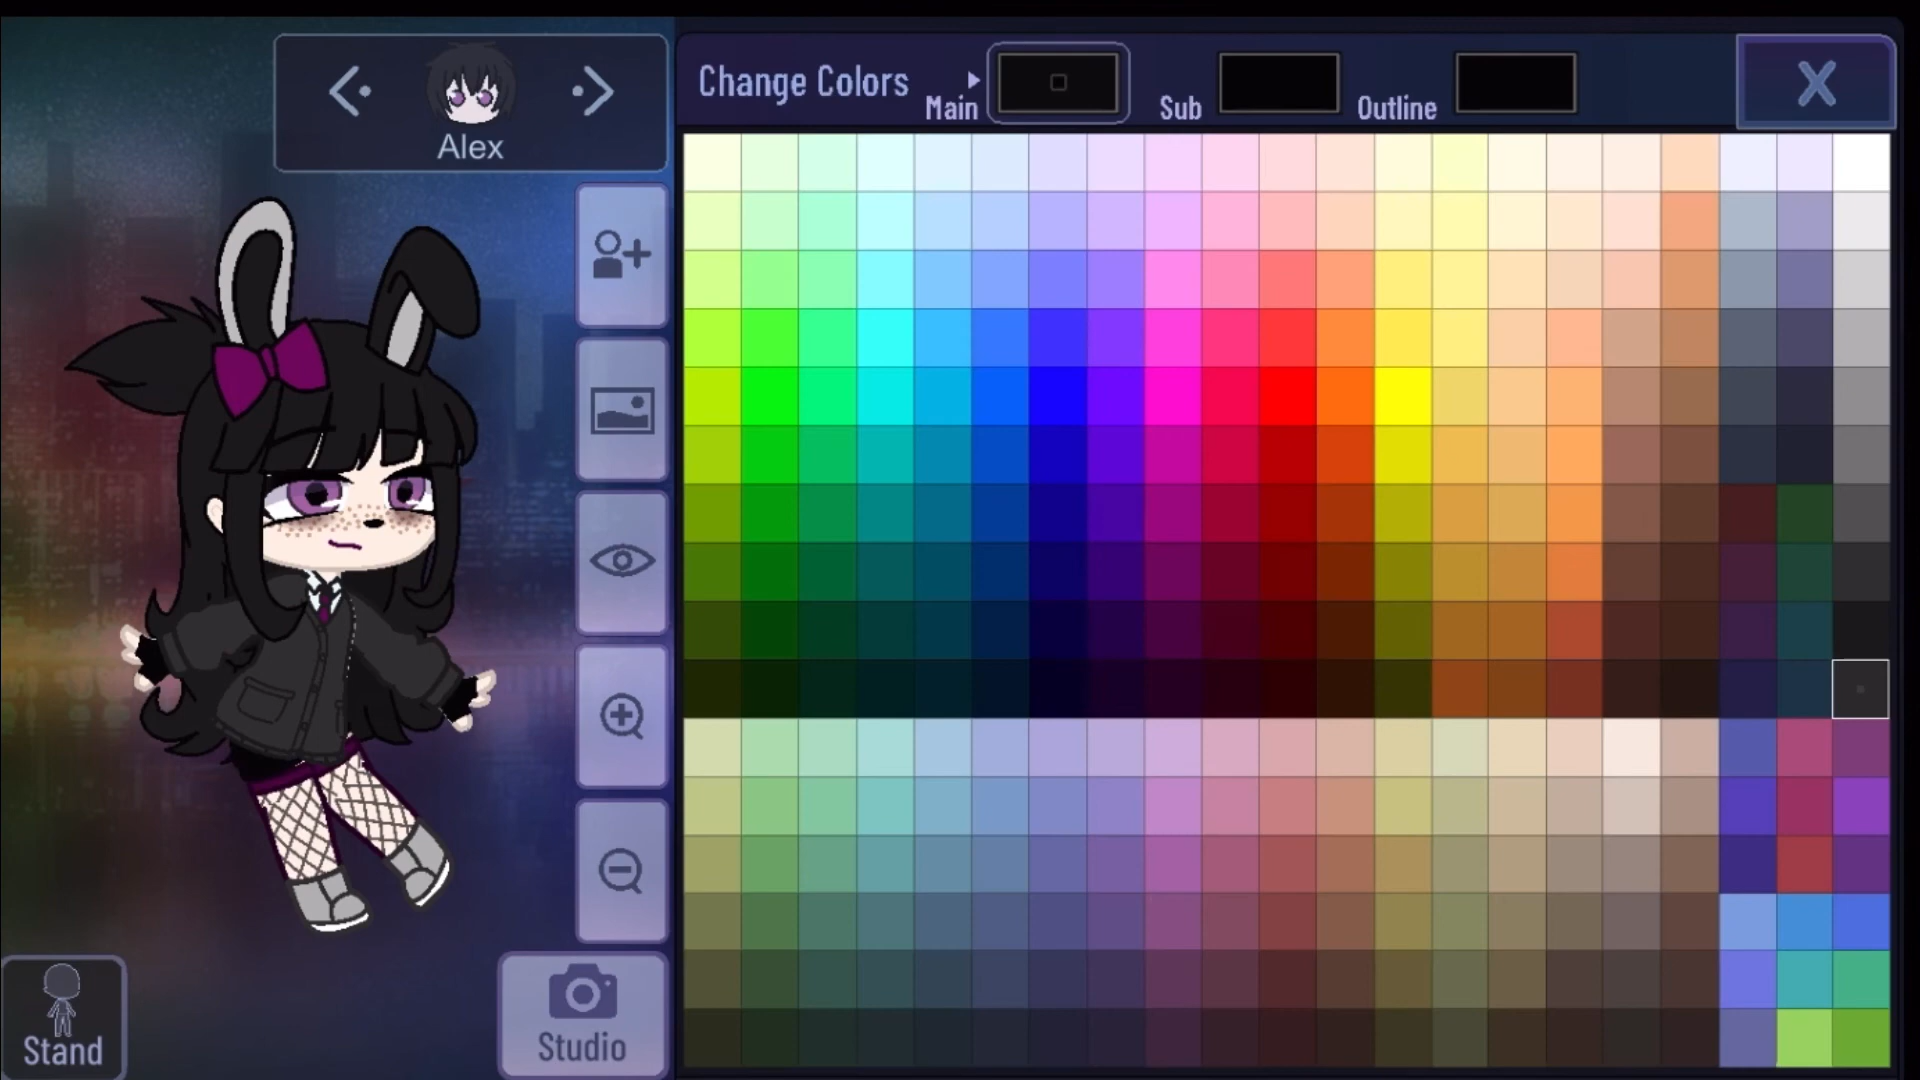 Alex
Change Colors
Main
Sub
Outline
X
Studio
Stand